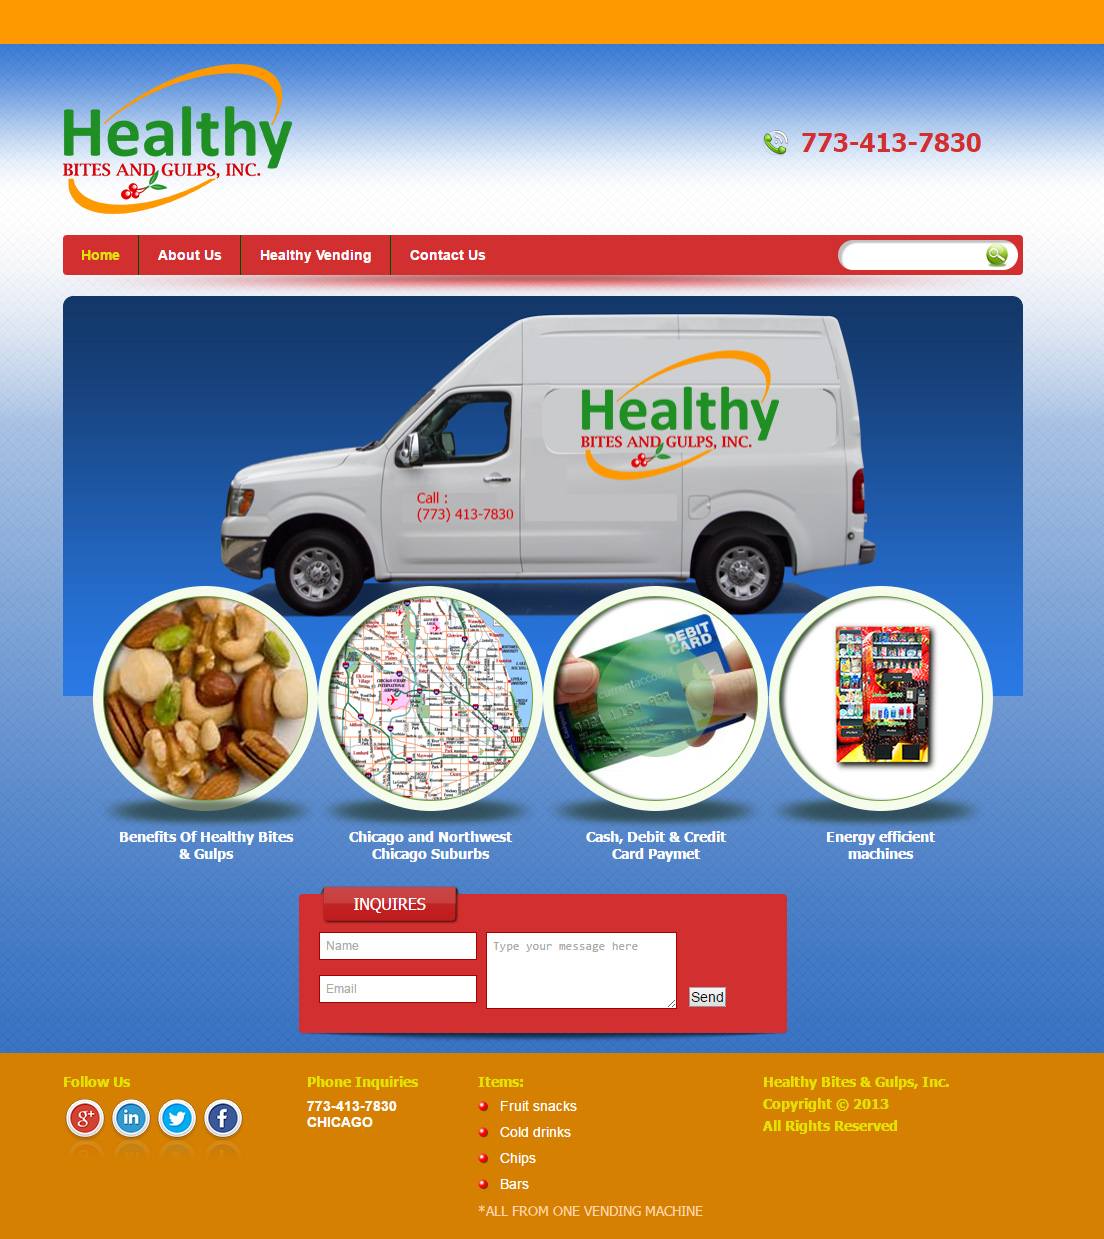 Healthy
BITES AND GULPS, INC.
773-413-7830
Home
About Us
Healthy Vending
Contact Us
Healthy
BITES AND GULPS, INC.
Call :
(773) 413-7830
DEBIT
CARD
Benefits Of Healthy Bites
& Gulps
Chicago and Northwest
Chicago Suburbs
Cash, Debit & Credit
Card Paymet
Energy efficient
machines
INQUIRES
Name
Type your message here
Email
Send
Follow Us
Phone Inquiries
773-413-7830
CHICAGO
Items:
Fruit snacks
Cold drinks
Chips
Bars
*ALL FROM ONE VENDING MACHINE
Healthy Bites & Gulps, Inc.
Copyright © 2013
All Rights Reserved